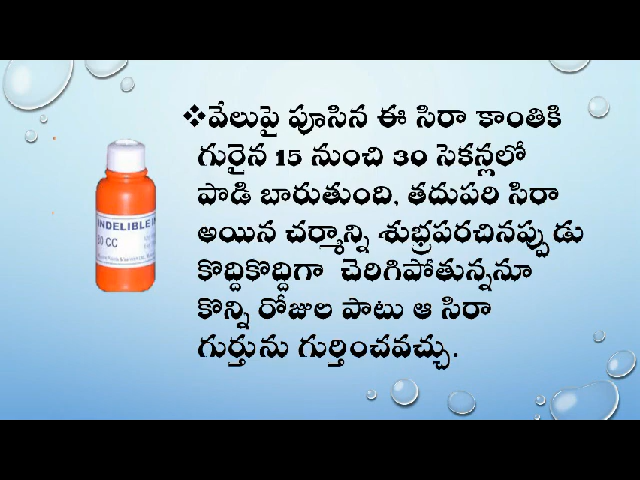 ❖వేలుపై పూసిన ఈ సిరా కాంతికి
గురైన 15 నుంచి 30 సెకన్లలో
పొడి బారుతుంది, తదుపరి సిరా
అయిన చర్మాన్ని శుభ్రపరచినప్పుడు
కొద్దికొద్దిగా చెరిగిపోతున్ననూ
కొన్ని రోజుల పాటు ఆ సిరా
గుర్తును గుర్తించవచ్చు.
INDELIBLE
CC